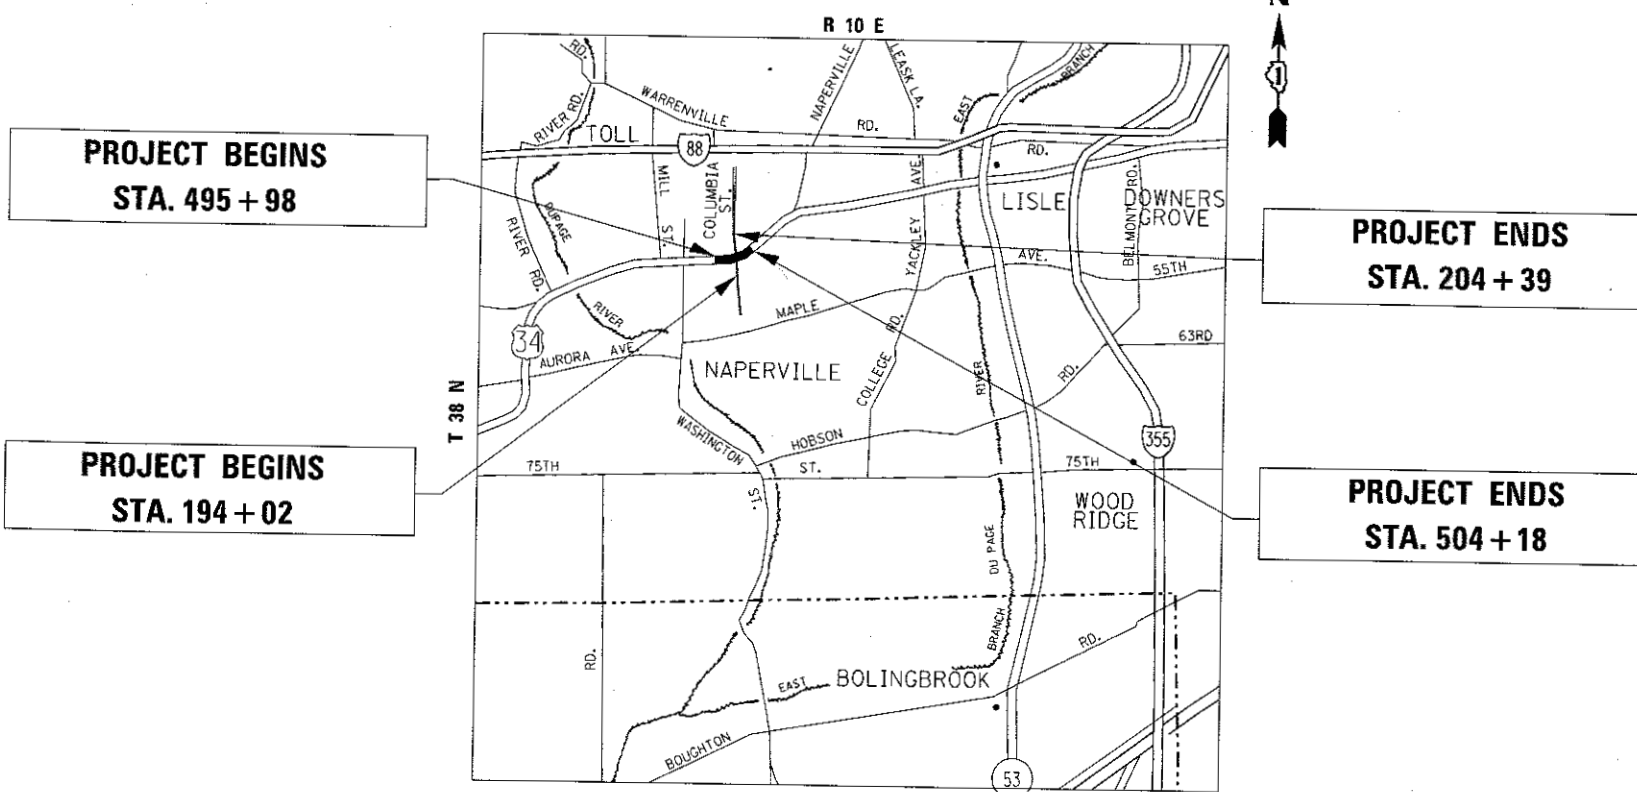 N
1
R 10 E
T 38 N
PROJECT BEGINS
STA. 495 + 98
PROJECT BEGINS
STA. 194 + 02
PROJECT ENDS
STA. 204 + 39
PROJECT ENDS
STA. 504 + 18
RD.
RIVER RD.
TOLL
WARRENVILLE
RD.
NAPERVILLE
LEASK LA.
EAST
BRANCH
88
RD.
MILL
ST.
COLUMBIA
ST.
YACKLEY
AVE.
LISLE
DOWNERS
GROVE
BELMONT RD.
DUPAGE
RIVER
RD.
RIVER
AVE.
55TH
MAPLE
34
AURORA AVE.
63RD
NAPERVILLE
COLLEGE
RD.
RIVER
RD.
WASHINGTON
ST.
HOBSON
355
75TH
ST.
75TH
WOOD
RIDGE
DU PAGE
BRANCH
RD.
RD.
EAST
BOLINGBROOK
BOUGHTON
53